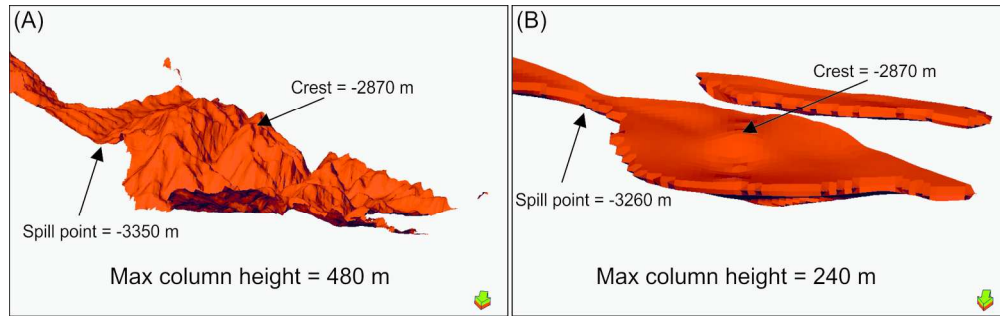 (A)
Crest = -2870 m
Spill point = -3350 m
Max column height = 480 m
(B)
Crest = -2870 m
Spill point = -3260 m
Max column height = 240 m